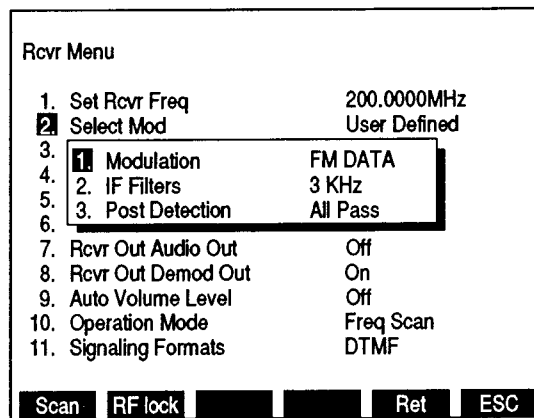 Rcvr Menu
1. Set Rcvr Freq 200.0000MHz
2. Select Mod User Defined
3.
4.
5.
6.
1. Modulation FM DATA
2. IF Filters 3 KHz
3. Post Detection All Pass
7. Rcvr Out Audio Out Off
8. Rcvr Out Demod Out On
9. Auto Volume Level Off
10. Operation Mode Freq Scan
11. Signaling Formats DTMF
Scan RF lock Ret ESC